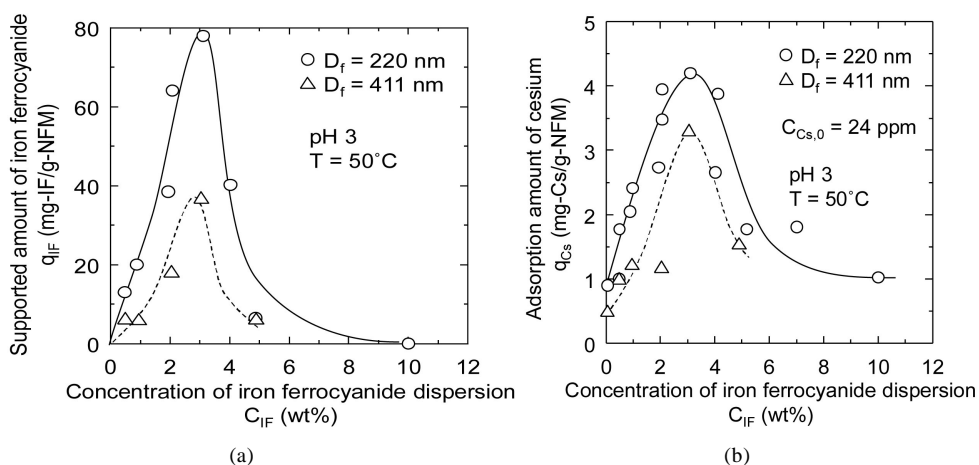 80
60
40
20
0
Supported amount of iron ferrocyanide
q_IF (mg-IF/g-NFM)
D_f = 220 nm
D_f = 411 nm
pH 3
T = 50˚C
0 2 4 6 8 10 12
Concentration of iron ferrocyanide dispersion
C_IF (wt%)
(a)
5
4
3
2
1
0
Adsorption amount of cesium
q_Cs (mg-Cs/g-NFM)
D_f = 220 nm
D_f = 411 nm
C_Cs,0 = 24 ppm
pH 3
T = 50˚C
0 2 4 6 8 10 12
Concentration of iron ferrocyanide dispersion
C_IF (wt%)
(b)